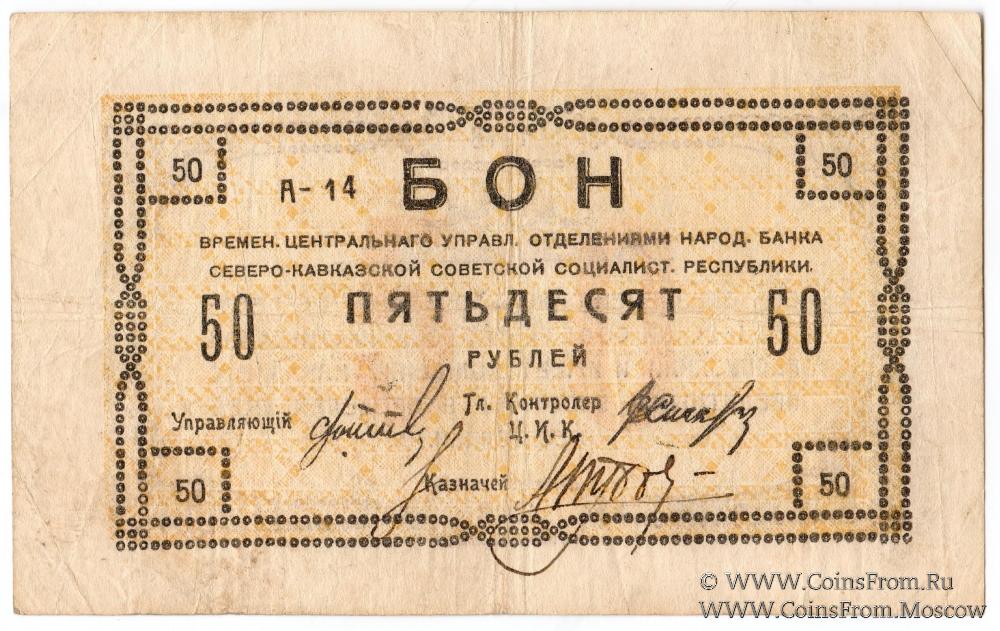 50 50
А-14 БОН
ВРЕМЕН. ЦЕНТРАЛЬНАГО УПРАВЛ. ОТДЕЛЕНИЯМИ НАРОД. БАНКА
СЕВЕРО-КАВКАЗСКОЙ СОВЕТСКОЙ СОЦИАЛИСТ. РЕСПУБЛИКИ.
50 ПЯТЬДЕСЯТ 50
РУБЛЕЙ
Управляющій Гл. Контролер
Ц. И. К.
50 Казначей 50
© WWW.CoinsFrom.Ru
WWW.CoinsFrom.Moscow